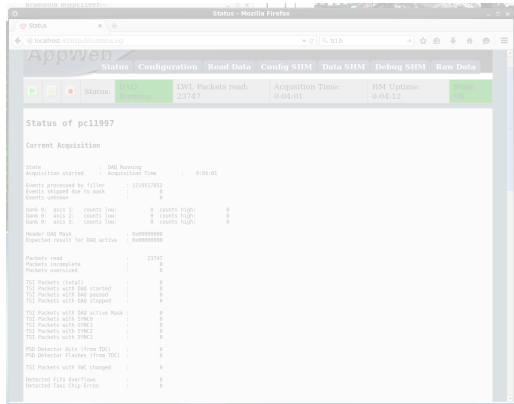 Status - Mozilla Firefox
Status
localhost
AppWeb
Status Configuration Read Data Config SHM Data SHM Debug SHM Raw Data
Status: DAQ Running LWL Packets read: 23747 Acqusition Time: 0:04:01 HM Uptime: 0:04:12
Status of pc11997
Current Acquisition
State : DAQ Running
Acquisition started : Acquisition Time : 0:04:01
Events processed by filler
Events skipped due to mask : 0
Events unknown : 0
bank 0: axis counts low: 0 counts high: 0
bank 0: axis counts low: 0 counts high: 0
bank 0: axis counts low: 0 counts high: 0
Header DAQ Mask : 0x00000000
Expected result for DAQ active : 0x00000000
Packets read : 23747
Packets incomplete : 0
Packets oversized : 0
TSI Packets (total) : 0
TSI Packets with DAQ started : 0
TSI Packets with DAQ paused : 0
TSI Packets with DAQ stopped : 0
TSI Packets with DAQ active Mask : 0
TSI Packets with SYNC0 : 0
TSI Packets with SYNC1 : 0
TSI Packets with SYNC2 : 0
TSI Packets with SYNC3 : 0
PSD Detector Hits (from TDC) : 0
PSD Detector Flashes (from TDC) : 0
TSI Packets with SWC changed : 0
Detected Fifo Overflows : 0
Detected Taxi Chip Erros : 0